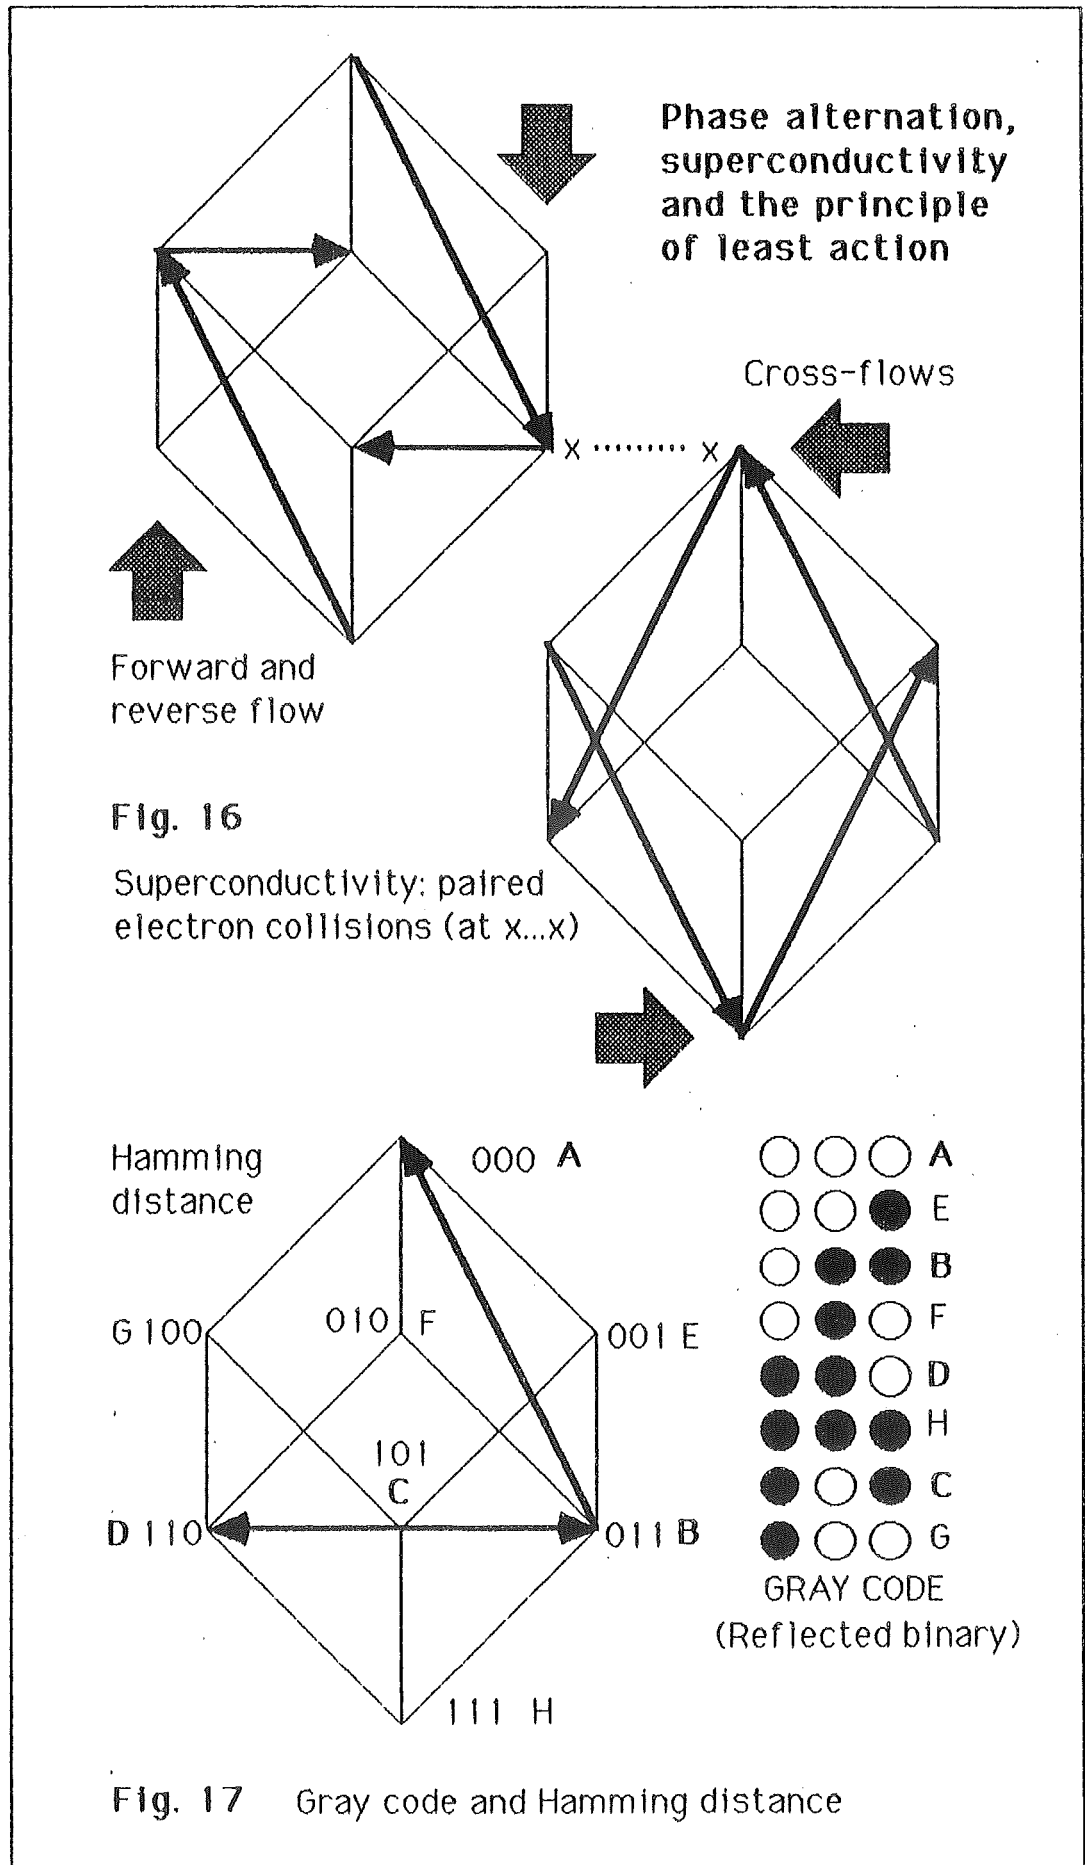 Phase alternation,
superconductivity
and the principle
of least action
Cross-flows
x ........ x
Forward and
reverse flow
Fig. 16
Superconductivity: paired
electron collisions (at x...x)
Hamming
distance
000 A
G 100
010 F
001 E
101
C
D 110
011 B
111 H
A
E
B
F
D
H
C
G
GRAY CODE
(Reflected binary)
Fig. 17 Gray code and Hamming distance